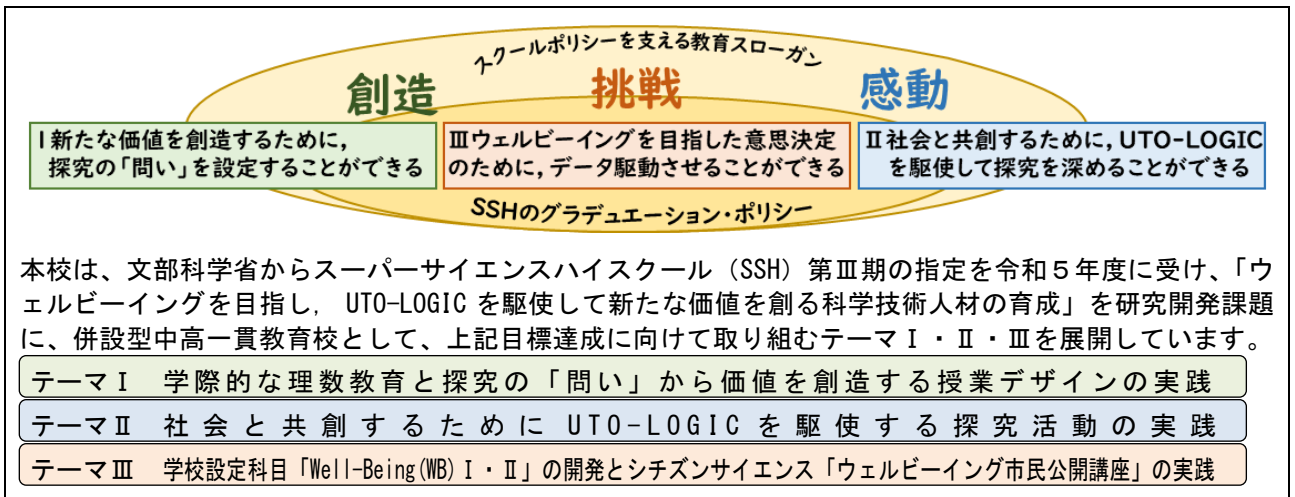 スクールポリシーを支える教育スローガン
創造 挑戦 感動
Ⅰ新たな価値を創造するために,
探究の「問い」を設定することができる
Ⅲウェルビーイングを目指した意思決定
のために,データ駆動させることができる
Ⅱ社会と共創するために,UTO-LOGIC
を駆使して探究を深めることができる
SSHのグラデュエーション・ポリシー
本校は、文部科学省からスーパーサイエンスハイスクール（SSH）第Ⅲ期の指定を令和５年度に受け、「ウ
ェルビーイングを目指し, UTO-LOGIC を駆使して新たな価値を創る科学技術人材の育成」を研究開発課題
に、併設型中高一貫教育校として、上記目標達成に向けて取り組むテーマⅠ・Ⅱ・Ⅲを展開しています。
テーマⅠ 学際的な理数教育と探究の「問い」から価値を創造する授業デザインの実践
テーマⅡ 社会と共創するために UTO-LOGIC を駆使する探究活動の実践
テーマⅢ 学校設定科目「Well-Being(WB)Ⅰ・Ⅱ」の開発とシチズンサイエンス「ウェルビーイング市民公開講座」の実践